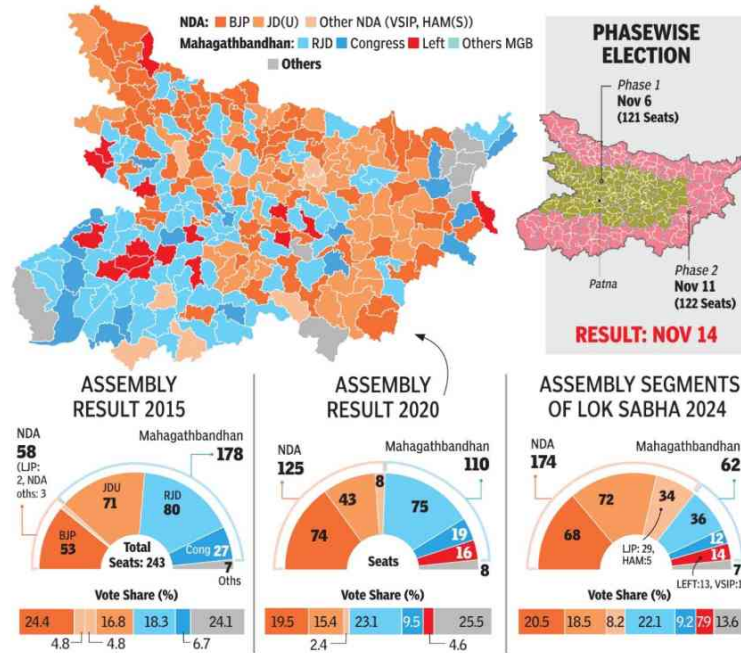 NDA: BJP JD(U) Other NDA (VSIP, HAM(S))
Mahagathbandhan: RJD Congress Left Others MGB
Others
PHASEWISE
ELECTION
Phase 1
Nov 6
(121 Seats)
Patna
Phase 2
Nov 11
(122 Seats)
RESULT: NOV 14
ASSEMBLY
RESULT 2015
NDA
58
(LJP:
2, NDA
oths: 3
Mahagathbandhan
178
JDU
71
RJD
80
BJP
53
Total
Seats: 243
Cong 27
7
Oths
Vote Share (%)
24.4 16.8 18.3 24.1
4.8 4.8 6.7
ASSEMBLY
RESULT 2020
NDA
125
Mahagathbandhan
110
8
43
75
74
19
16
Seats
8
Vote Share (%)
19.5 15.4 23.1 9.5 25.5
2.4 4.6
ASSEMBLY SEGMENTS
OF LOK SABHA 2024
NDA
174
Mahagathbandhan
62
72
34
36
68
LJP: 29,
HAM:5
12
14
7
LEFT:13, VSIP:1
Vote Share (%)
20.5 18.5 8.2 22.1 9.2 7.9 13.6